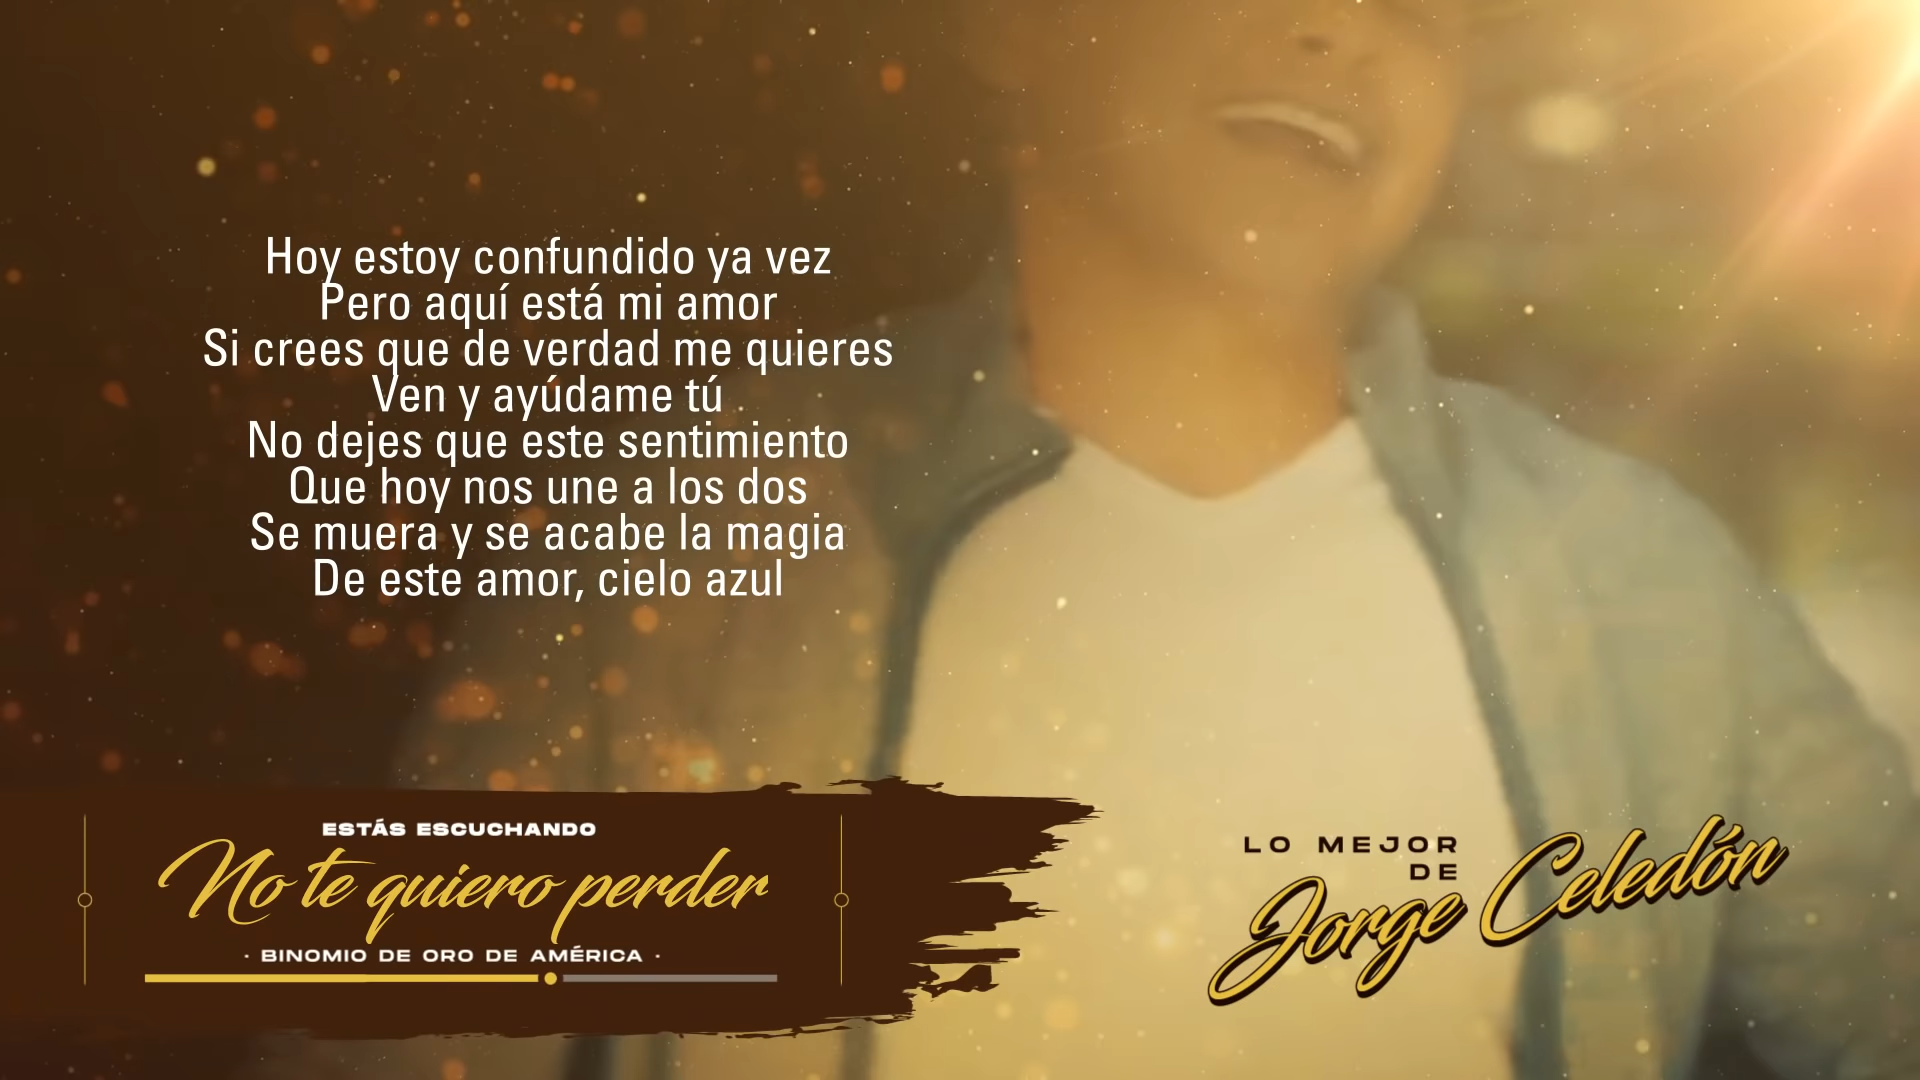 Hoy estoy confundido ya vez
Pero aquí está mi amor
Si crees que de verdad me quieres
Ven y ayúdame tú
No dejes que este sentimiento
Que hoy nos une a los dos
Se muera y se acabe la magia
De este amor, cielo azul
ESTÁS ESCUCHANDO
No te quiero perder
· BINOMIO DE ORO DE AMÉRICA ·
LO MEJOR
DE
Jorge Celedón